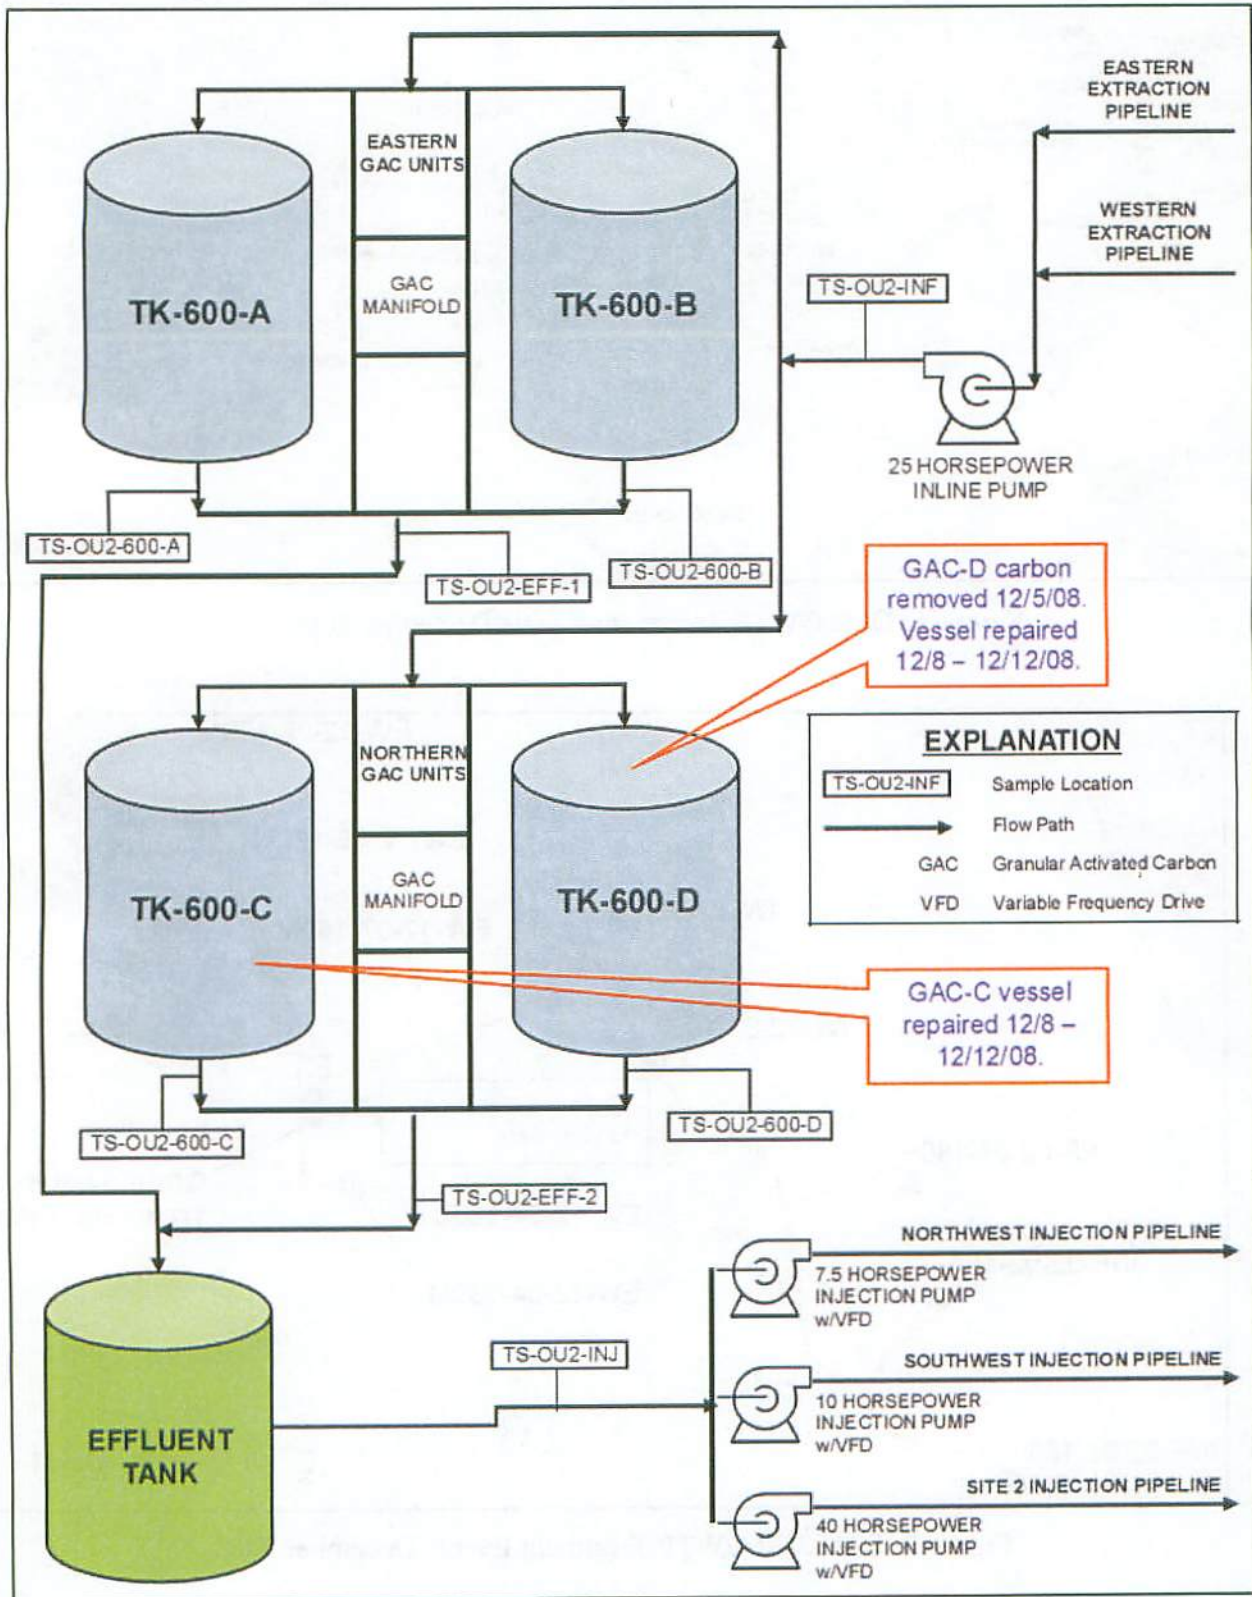 EASTERN
EXTRACTION
PIPELINE
WESTERN
EXTRACTION
PIPELINE
EASTERN
GAC UNITS
GAC
MANIFOLD
TK-600-A
TK-600-B
TS-OU2-INF
25 HORSEPOWER
INLINE PUMP
TS-OU2-600-A
TS-OU2-EFF-1
TS-OU2-600-B
GAC-D carbon
removed 12/5/08.
Vessel repaired
12/8 – 12/12/08.
NORTHERN
GAC UNITS
GAC
MANIFOLD
TK-600-C
TK-600-D
EXPLANATION
TS-OU2-INF Sample Location
Flow Path
GAC Granular Activated Carbon
VFD Variable Frequency Drive
GAC-C vessel
repaired 12/8 –
12/12/08.
TS-OU2-600-C
TS-OU2-600-D
TS-OU2-EFF-2
NORTHWEST INJECTION PIPELINE
7.5 HORSEPOWER
INJECTION PUMP
w/VFD
TS-OU2-INJ
SOUTHWEST INJECTION PIPELINE
10 HORSEPOWER
INJECTION PUMP
w/VFD
EFFLUENT
TANK
SITE 2 INJECTION PIPELINE
40 HORSEPOWER
INJECTION PUMP
w/VFD